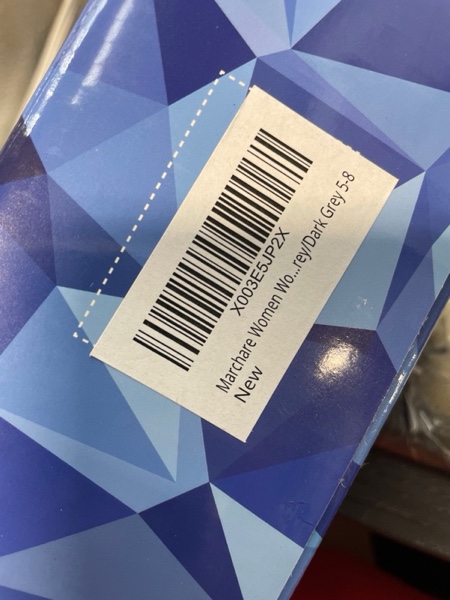 X003E5JP2X
Marchare Women Wo...rey/Dark Grey 5-8
New